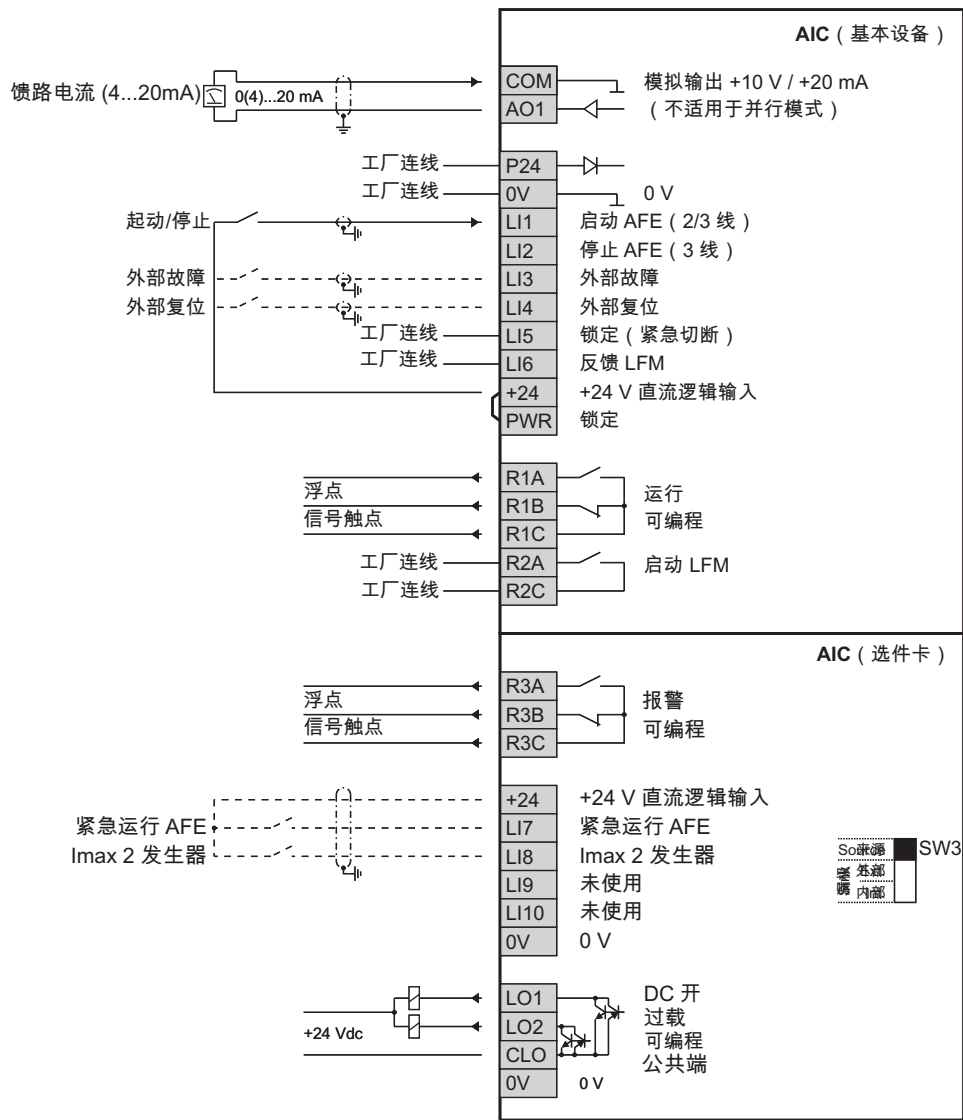 AIC（基本设备）
馈路电流 (4...20mA) 0(4)...20 mA COM 模拟输出 +10 V / +20 mA
AO1 （不适用于并行模式）
工厂连线 P24
工厂连线 0V 0 V
起动/停止 LI1 启动 AFE（2/3 线）
LI2 停止 AFE（3 线）
外部故障 LI3 外部故障
外部复位 LI4 外部复位
工厂连线 LI5 锁定（紧急切断）
工厂连线 LI6 反馈 LFM
+24 +24 V 直流逻辑输入
PWR 锁定
R1A
浮点 R1B 运行
信号触点 R1C 可编程
工厂连线 R2A 启动 LFM
工厂连线 R2C
AIC（选件卡）
R3A
浮点 R3B 报警
信号触点 R3C 可编程
+24 +24 V 直流逻辑输入
紧急运行 AFE LI7 紧急运行 AFE
Imax 2 发生器 LI8 Imax 2 发生器
LI9 未使用
LI10 未使用
0V 0 V
来源 SW3
外部
内部
LO1 DC 开
LO2 过载
+24 Vdc 可编程
CLO 公共端
0V 0 V